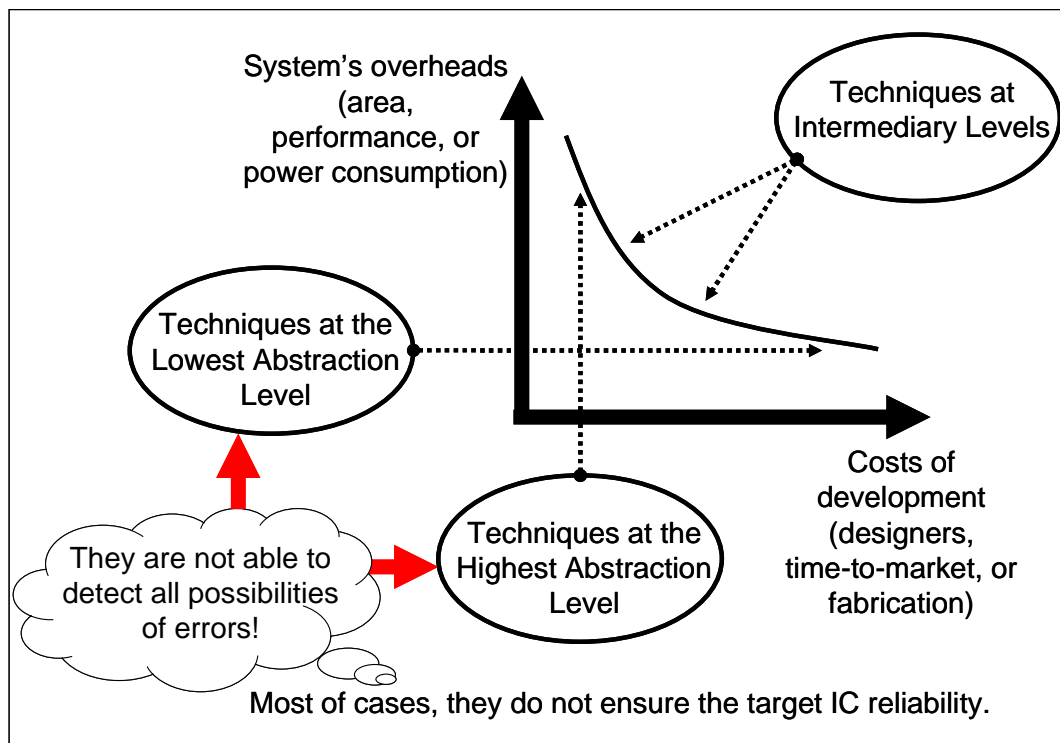 System's overheads
(area,
performance, or
power consumption)
Techniques at
Intermediary Levels
Techniques at the
Lowest Abstraction
Level
Costs of
development
(designers,
time-to-market, or
fabrication)
Techniques at the
Highest Abstraction
Level
They are not able to
detect all possibilities
of errors!
Most of cases, they do not ensure the target IC reliability.